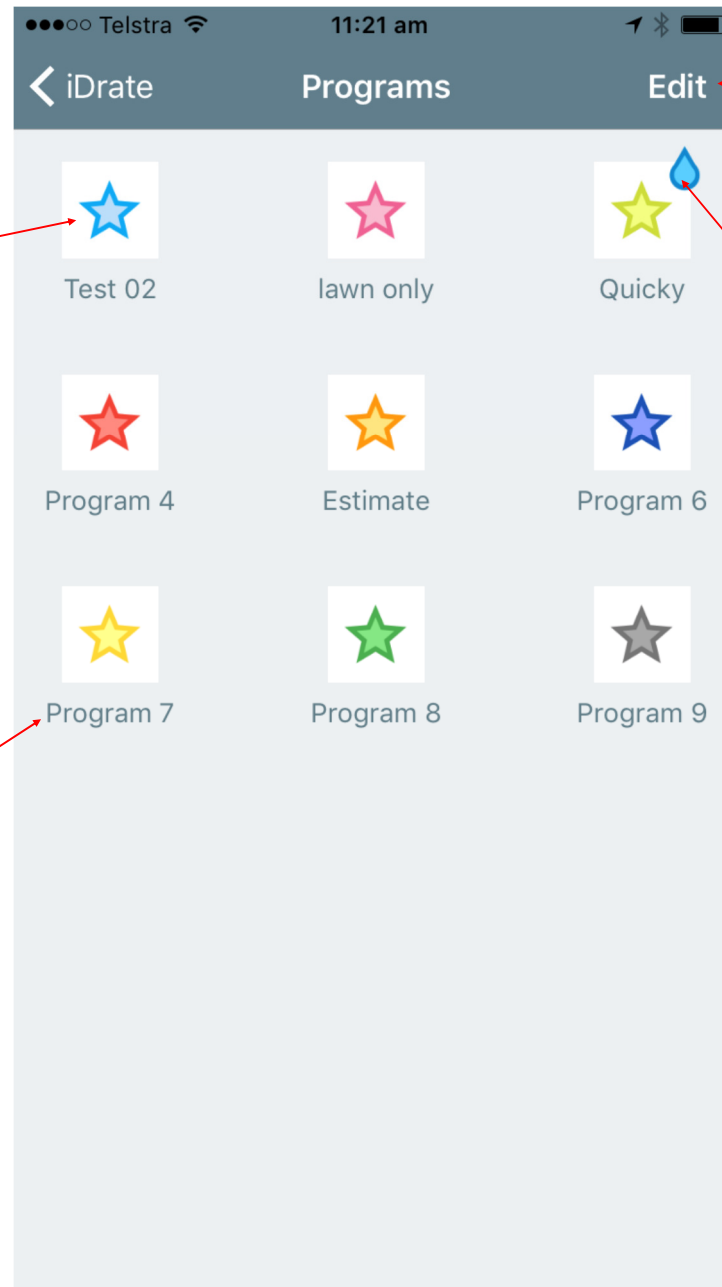 Telstra 11:21 am
iDrate Programs Edit
Test 02 lawn only Quicky
Program 4 Estimate Program 6
Program 7 Program 8 Program 9